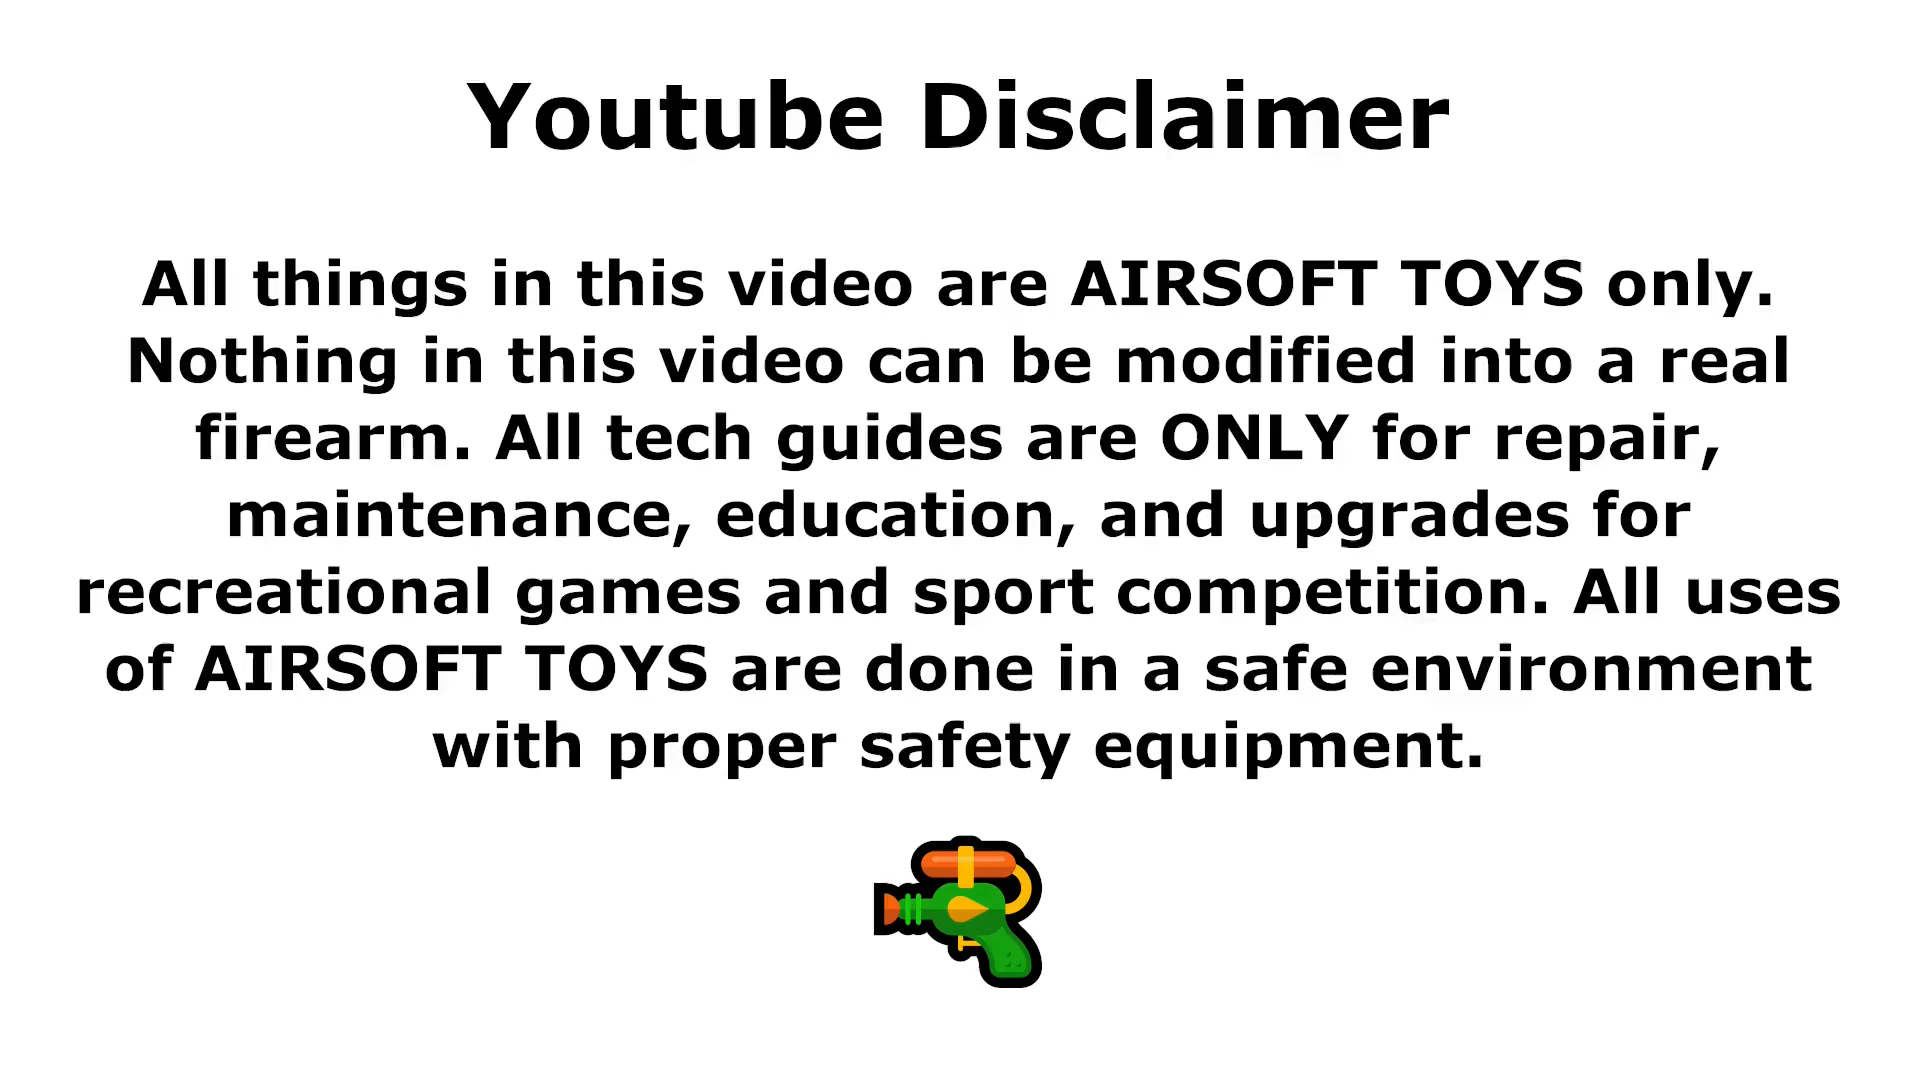 Youtube Disclaimer
All things in this video are AIRSOFT TOYS only.
Nothing in this video can be modified into a real
firearm. All tech guides are ONLY for repair,
maintenance, education, and upgrades for
recreational games and sport competition. All uses
of AIRSOFT TOYS are done in a safe environment
with proper safety equipment.